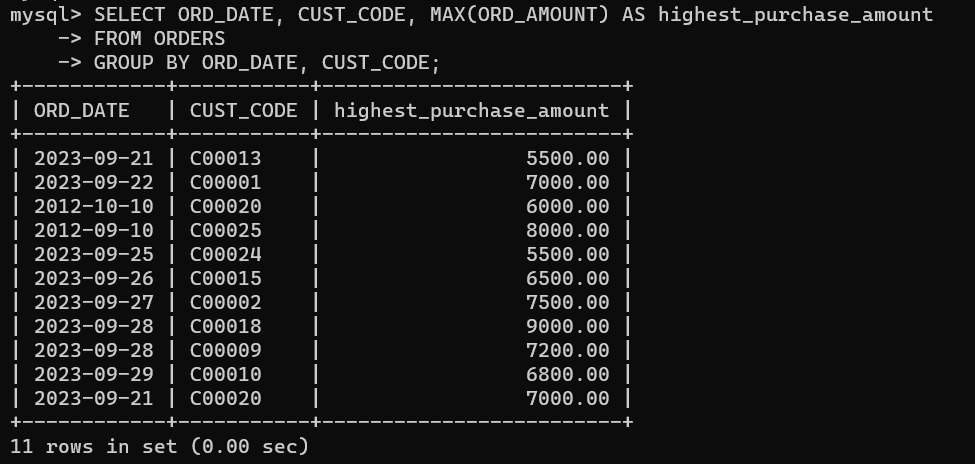 mysql> SELECT ORD_DATE, CUST_CODE, MAX(ORD_AMOUNT) AS highest_purchase_amount
    -> FROM ORDERS
    -> GROUP BY ORD_DATE, CUST_CODE;
+------------+-----------+-------------------------+
| ORD_DATE   | CUST_CODE | highest_purchase_amount |
+------------+-----------+-------------------------+
| 2023-09-21 | C00013    |                 5500.00 |
| 2023-09-22 | C00001    |                 7000.00 |
| 2012-10-10 | C00020    |                 6000.00 |
| 2012-09-10 | C00025    |                 8000.00 |
| 2023-09-25 | C00024    |                 5500.00 |
| 2023-09-26 | C00015    |                 6500.00 |
| 2023-09-27 | C00002    |                 7500.00 |
| 2023-09-28 | C00018    |                 9000.00 |
| 2023-09-28 | C00009    |                 7200.00 |
| 2023-09-29 | C00010    |                 6800.00 |
| 2023-09-21 | C00020    |                 7000.00 |
+------------+-----------+-------------------------+
11 rows in set (0.00 sec)